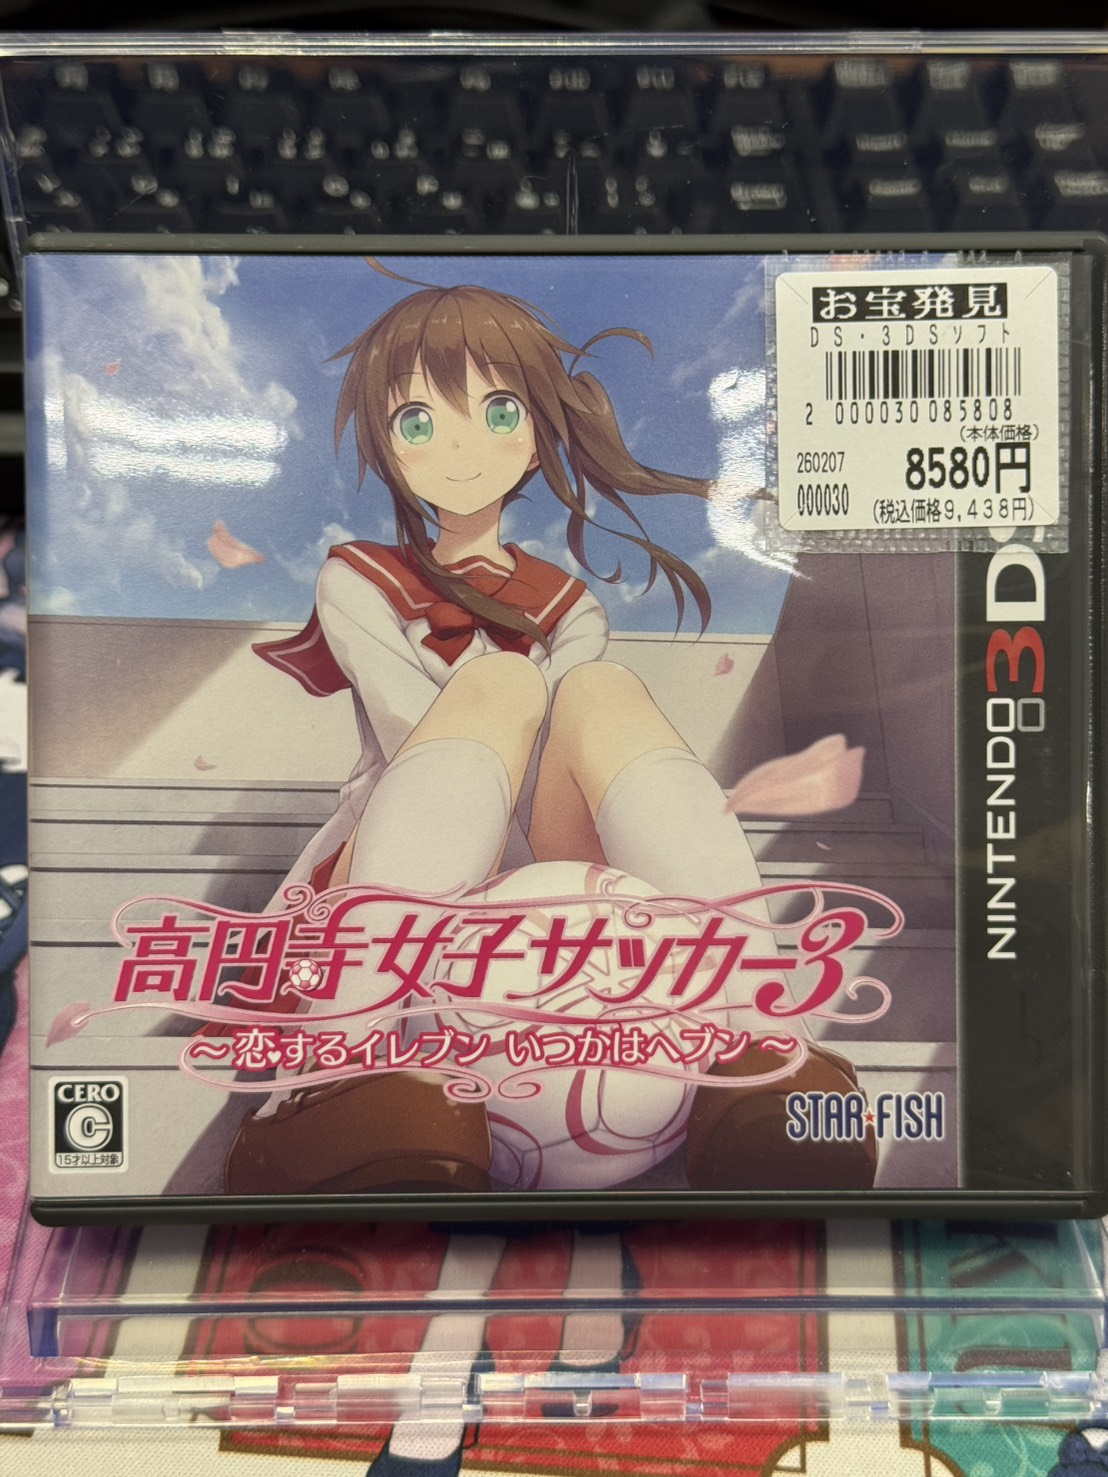 お宝発見
DS・3DSソフト
2 000030 085808
(本体価格)
260207
8580円
000030
(税込価格9,438円)
NINTENDO3DS
高円寺女子サッカー3
～恋するイレブン いつかはヘブン～
STAR★FISH
CERO
C
15才以上対象